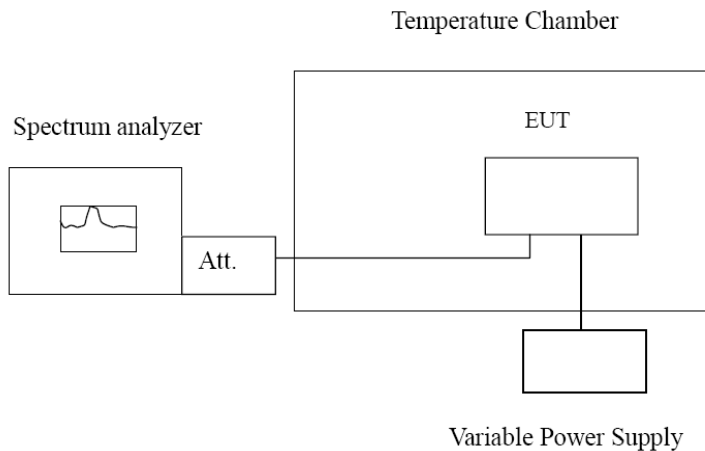 Temperature Chamber
Spectrum analyzer
EUT
Att.
Variable Power Supply